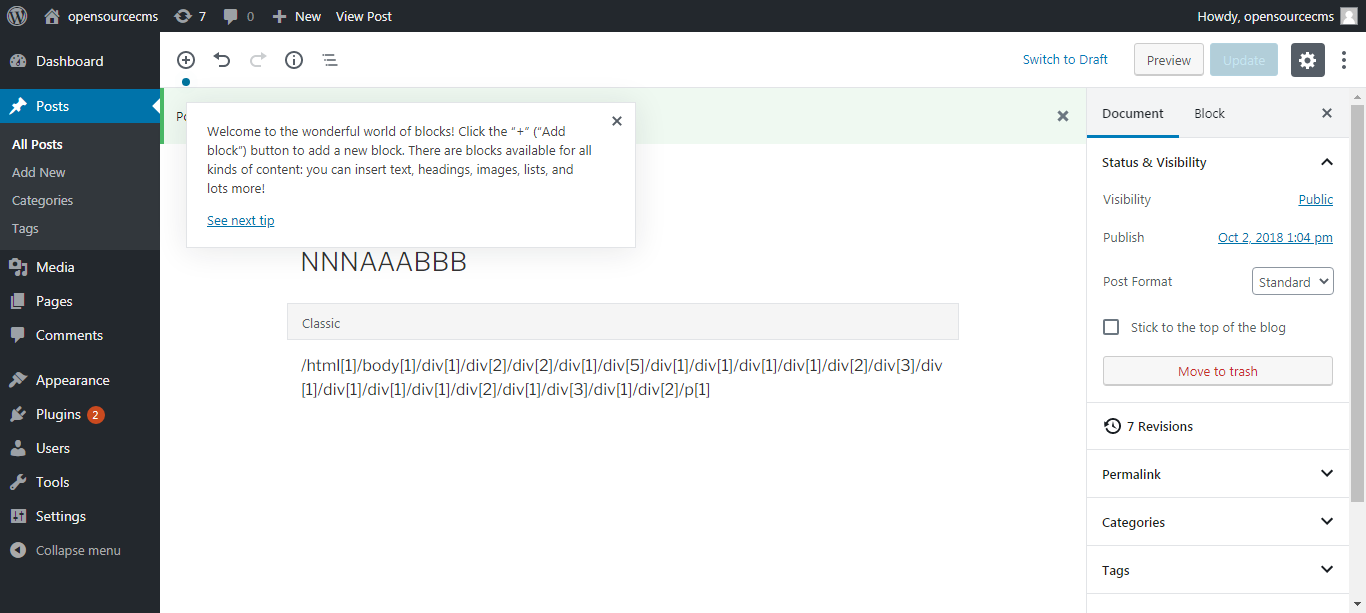 opensourcecms 7 0 New View Post Howdy, opensourcecms
Dashboard
Posts
All Posts
Add New
Categories
Tags
Media
Pages
Comments
Appearance
Plugins 2
Users
Tools
Settings
Collapse menu
Switch to Draft Preview Update
Welcome to the wonderful world of blocks! Click the “+” (“Add
block”) button to add a new block. There are blocks available for all
kinds of content: you can insert text, headings, images, lists, and
lots more!
See next tip
NNNAAABBB
Classic
/html[1]/body[1]/div[1]/div[2]/div[2]/div[1]/div[5]/div[1]/div[1]/div[1]/div[1]/div[2]/div[3]/div
[1]/div[1]/div[1]/div[1]/div[2]/div[1]/div[3]/div[1]/div[2]/p[1]
Document Block
Status & Visibility
Visibility Public
Publish Oct 2, 2018 1:04 pm
Post Format Standard
Stick to the top of the blog
Move to trash
7 Revisions
Permalink
Categories
Tags